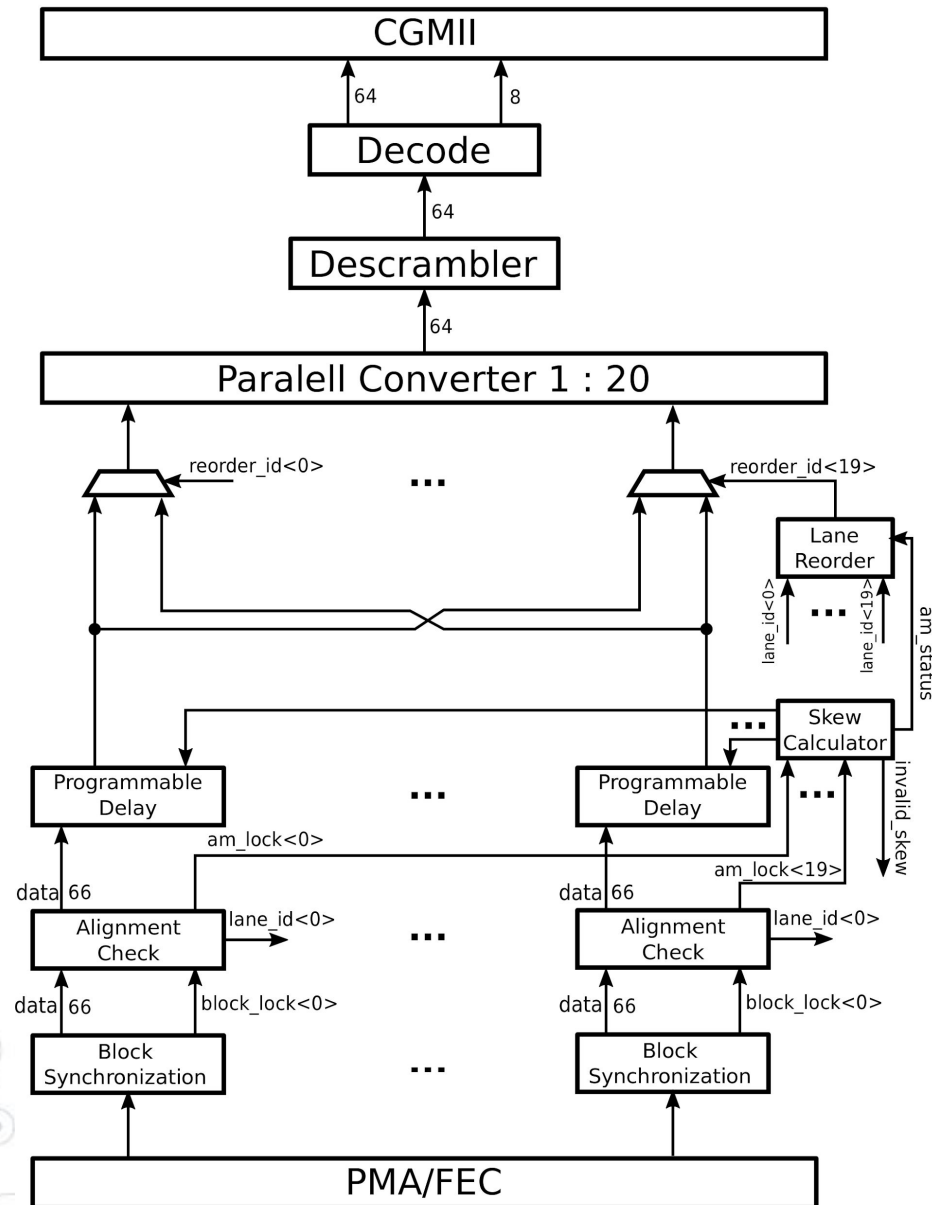 CGMII
64
8
Decode
64
Descrambler
64
Paralell Converter 1 : 20
reorder_id<0>
...
reorder_id<19>
Lane
Reorder
lane_id<0>
...
lane_id<19>
am_status
...
Skew
Calculator
Programmable
Delay
...
Programmable
Delay
...
invalid_skew
am_lock<0>
am_lock<19>
data 66
data 66
Alignment
Check
lane_id<0>
...
Alignment
Check
lane_id<0>
data 66
block_lock<0>
data 66
block_lock<0>
Block
Synchronization
...
Block
Synchronization
PMA/FEC